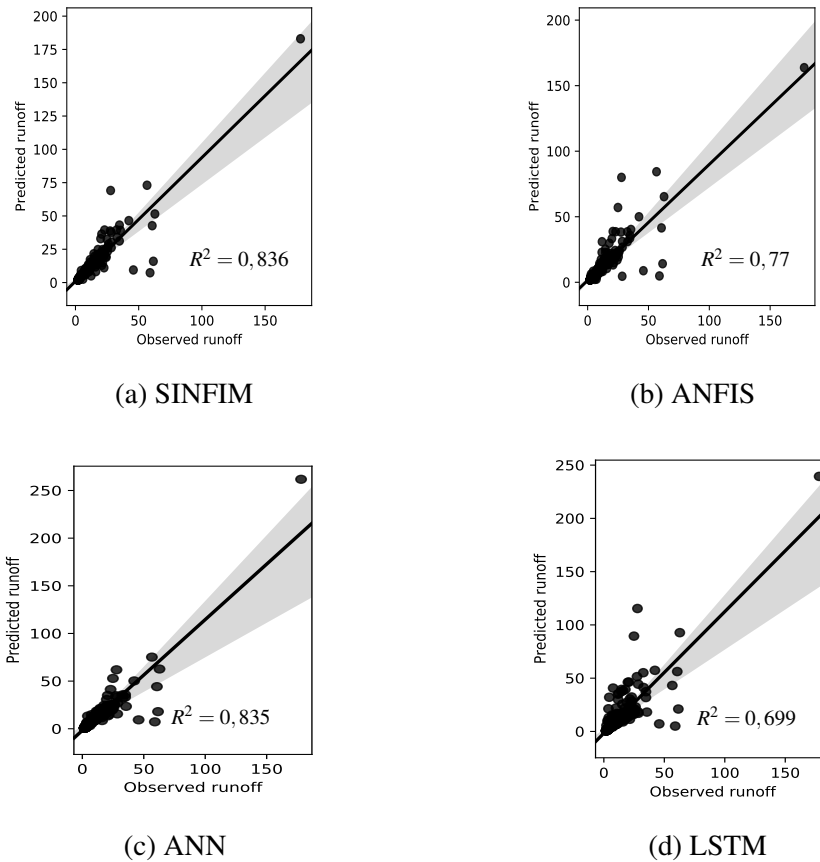 200
175
150
125
100
75
50
25
0
Predicted runoff
R² = 0,836
0 50 100 150
Observed runoff
(a) SINFIM
200
150
100
50
0
Predicted runoff
R² = 0,77
0 50 100 150
Observed runoff
(b) ANFIS
250
200
150
100
50
0
Predicted runoff
R² = 0,835
0 50 100 150
Observed runoff
(c) ANN
250
200
150
100
50
0
Predicted runoff
R² = 0,699
0 50 100 150
Observed runoff
(d) LSTM